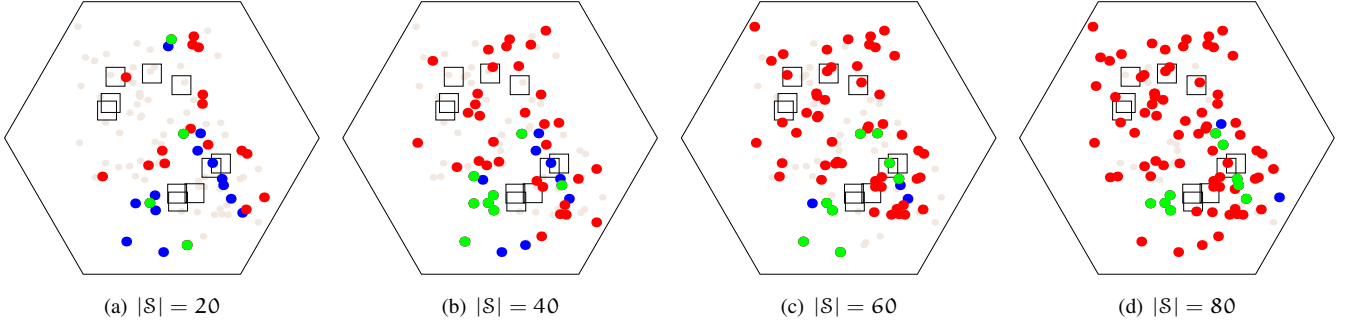 (a) |S| = 20
(b) |S| = 40
(c) |S| = 60
(d) |S| = 80